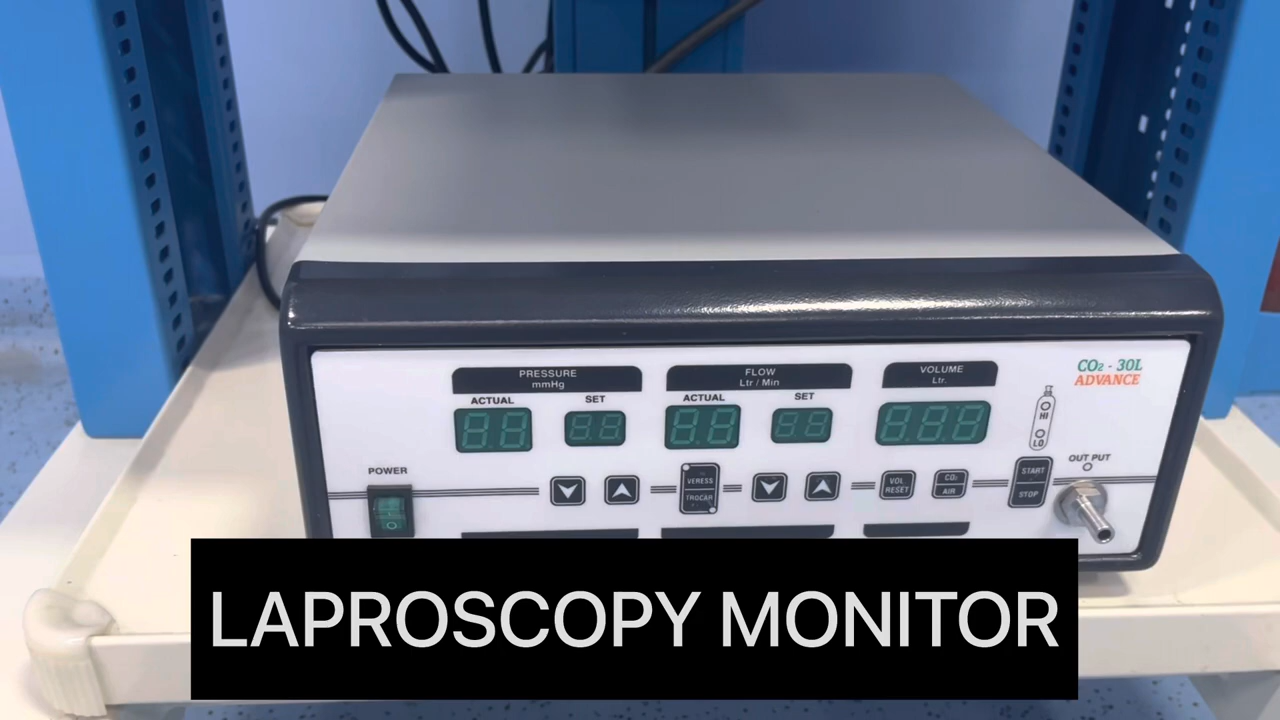 PRESSURE
mmHg
ACTUAL
SET
FLOW
Ltr / Min
ACTUAL
SET
VOLUME
Ltr.
CO₂ - 30L
ADVANCE
HI
LO
POWER
VERESS
TROCAR
VOL
RESET
CO₂
AIR
START
STOP
OUT PUT
LAPROSCOPY MONITOR